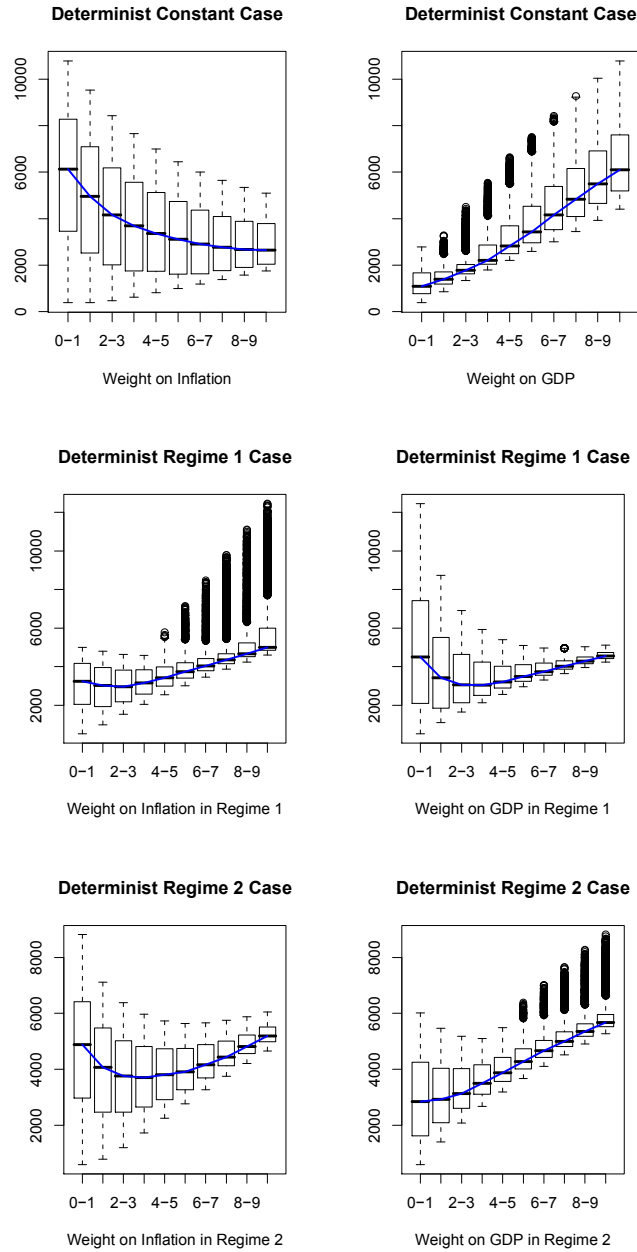 Determinist Constant Case
0 2000 6000 10000
0−1 2−3 4−5 6−7 8−9
Weight on Inflation
Determinist Constant Case
0 2000 6000 10000
0−1 2−3 4−5 6−7 8−9
Weight on GDP
Determinist Regime 1 Case
2000 6000 10000
0−1 2−3 4−5 6−7 8−9
Weight on Inflation in Regime 1
Determinist Regime 1 Case
2000 6000 10000
0−1 2−3 4−5 6−7 8−9
Weight on GDP in Regime 1
Determinist Regime 2 Case
2000 4000 6000 8000
0−1 2−3 4−5 6−7 8−9
Weight on Inflation in Regime 2
Determinist Regime 2 Case
2000 4000 6000 8000
0−1 2−3 4−5 6−7 8−9
Weight on GDP in Regime 2